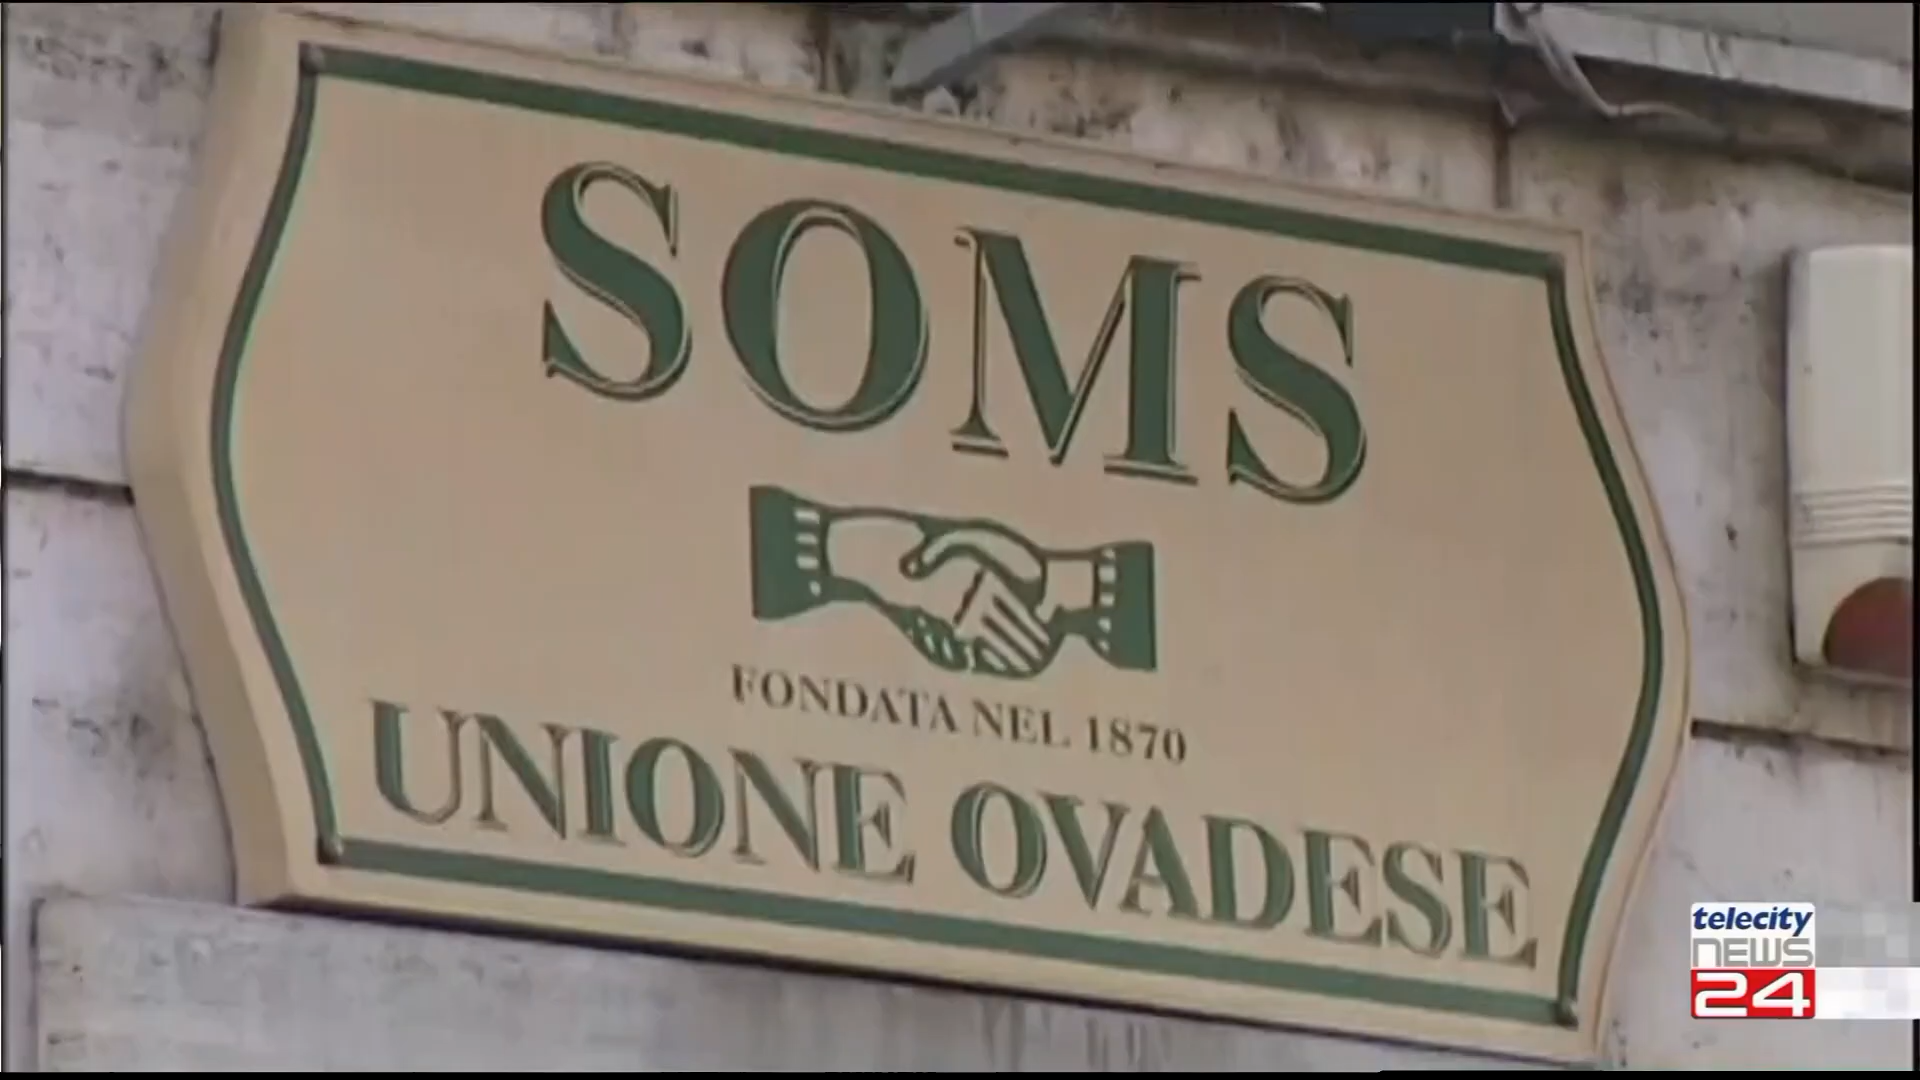 SOMS
FONDATA NEL 1870
UNIONE OVADESE
telecity
NEWS
24